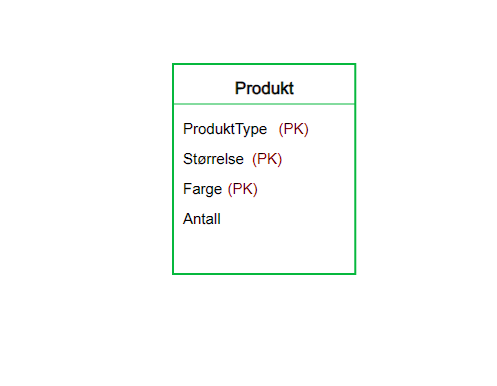 Produkt
ProduktType (PK)
Størrelse (PK)
Farge (PK)
Antall